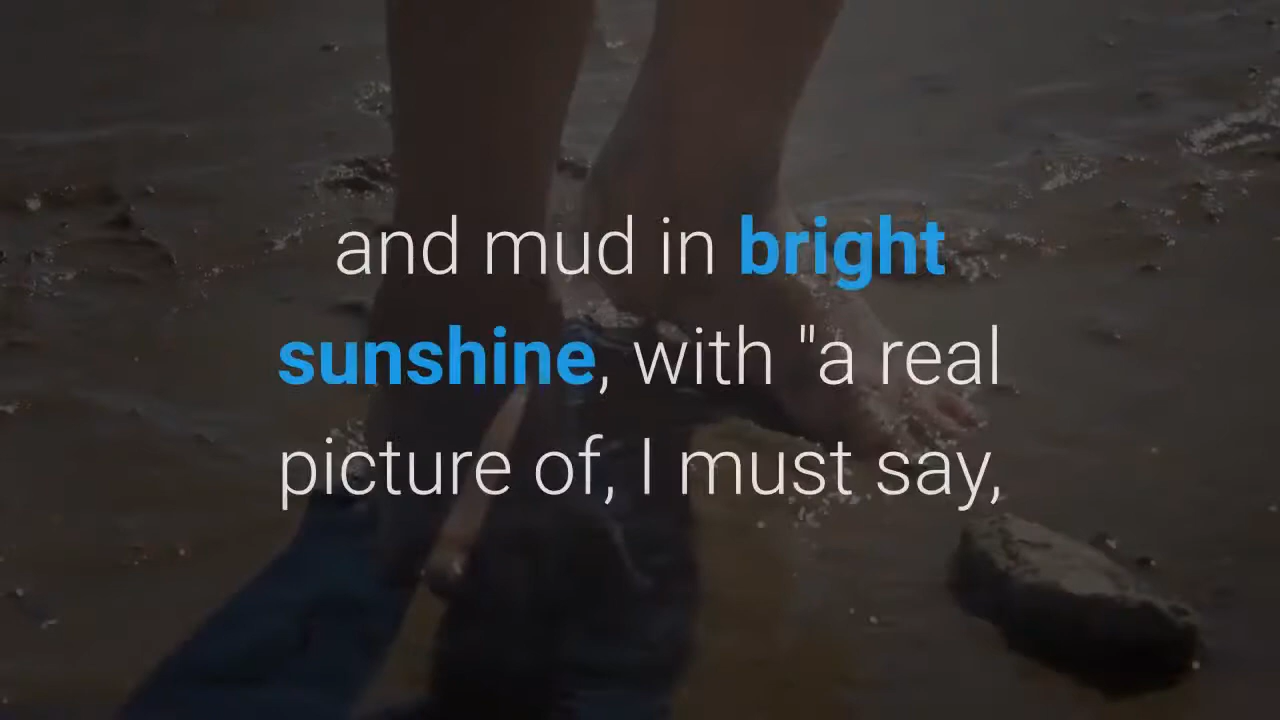 and mud in bright
sunshine, with "a real
picture of, I must say,